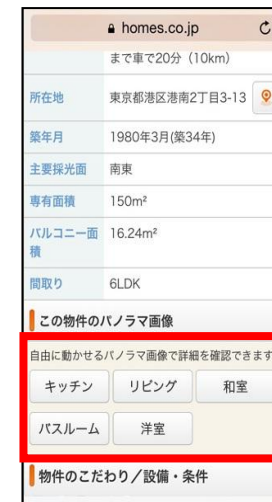 homes.co.jp
まで車で20分（10km）
所在地 東京都港区港南2丁目3-13
築年月 1980年3月(築34年)
主要採光面 南東
専有面積 150m²
バルコニー面積 16.24m²
間取り 6LDK
この物件のパノラマ画像
自由に動かせるパノラマ画像で詳細を確認できます
キッチン リビング 和室
バスルーム 洋室
物件のこだわり／設備・条件